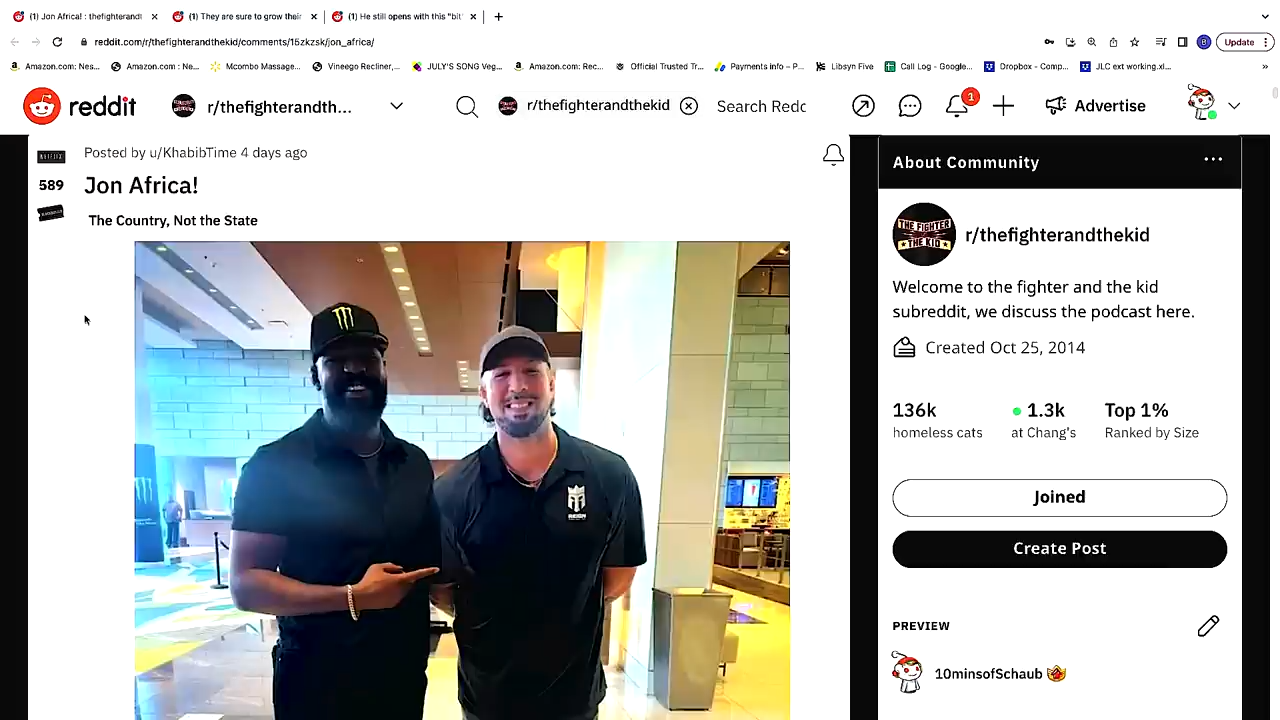 (1) Jon Africa! : thefighterandt
(1) They are sure to grow their
(1) He still opens with this "bit"
reddit.com/r/thefighterandthekid/comments/15zkzsk/jon_africa/
Update
Amazon.com: Nes...
Amazon.com : Ne...
Mcombo Massage...
Vineego Recliner,...
JULY'S SONG Veg...
Amazon.com: Rec...
Official Trusted Tr...
Payments info – P...
Libsyn Five
Call Log - Google...
Dropbox - Comp...
JLC ext working.xl...
reddit
r/thefighterandth...
r/thefighterandthekid
Search Redd
1
Advertise
Posted by u/KhabibTime 4 days ago
589
Jon Africa!
The Country, Not the State
REIGN
About Community
THE FIGHTER
THE KID
r/thefighterandthekid
Welcome to the fighter and the kid
subreddit, we discuss the podcast here.
Created Oct 25, 2014
136k
1.3k
Top 1%
homeless cats
at Chang's
Ranked by Size
Joined
Create Post
PREVIEW
10minsofSchaub